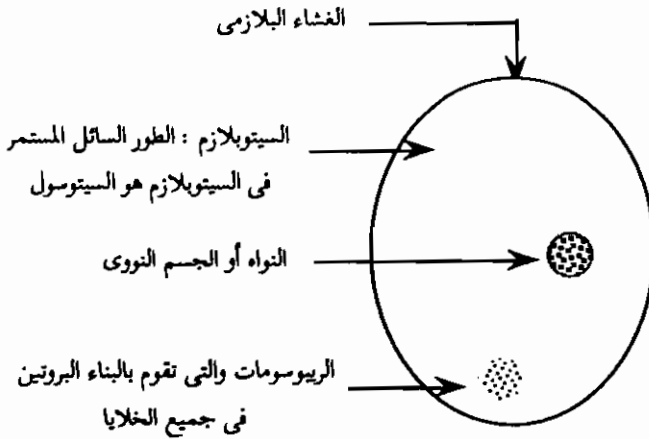 الغشاء البلازمى
السيتوبلازم : الطور السائل المستمر
فى السيتوبلازم هو السيتوسول
النواه أو الجسم النووى
الريبوسومات والتى تقوم بالبناء البروتين
فى جميع الخلايا